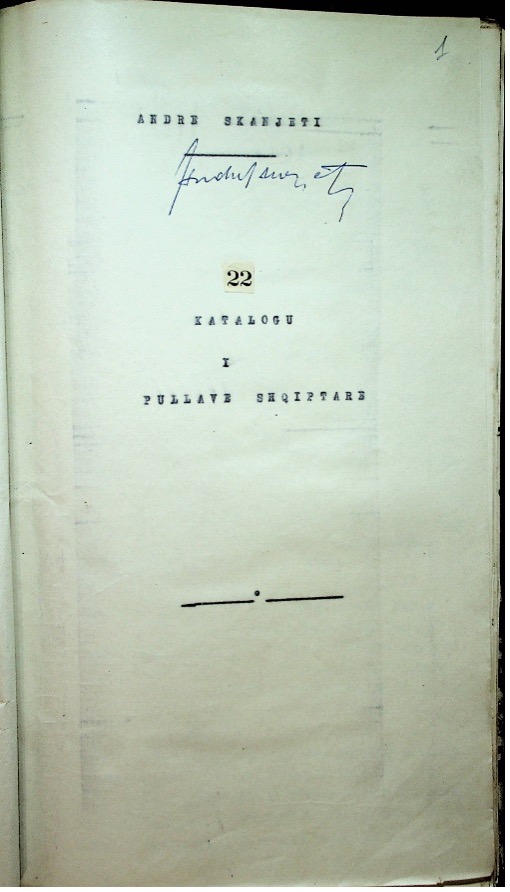 1
ANDRE SKANJETI
22
KATALOGU
I
PULLAVE SHQIPTARE